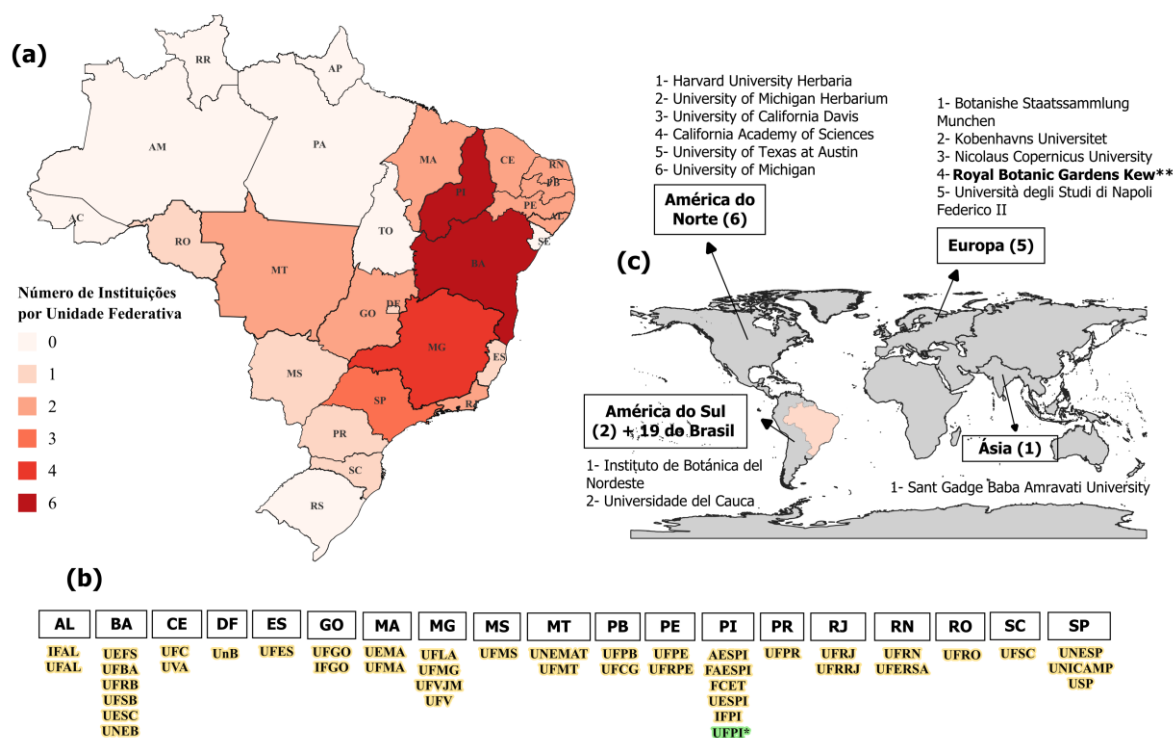 (a)
RR
AP
AM
PA
MA
CE
RN
PB
PI
PE
AL
AC
TO
SE
RO
BA
MT
DF
GO
MG
ES
MS
SP
RJ
PR
SC
RS
Número de Instituições
por Unidade Federativa
0
1
2
3
4
6
1- Harvard University Herbaria
2- University of Michigan Herbarium
3- University of California Davis
4- California Academy of Sciences
5- University of Texas at Austin
6- University of Michigan
América do
Norte (6)
1- Botanishe Staatssammlung
Munchen
2- Kobenhavns Universitet
3- Nicolaus Copernicus University
4- Royal Botanic Gardens Kew**
5- Università degli Studi di Napoli
Federico II
Europa (5)
(c)
América do Sul
(2) + 19 do Brasil
1- Instituto de Botánica del
Nordeste
2- Universidade del Cauca
Ásia (1)
1- Sant Gadge Baba Amravati University
(b)
AL
IFAL
UFAL
BA
UEFS
UFBA
UFRB
UFSB
UESC
UNEB
CE
UFC
UVA
DF
UnB
ES
UFES
GO
UFGO
IFGO
MA
UEMA
UFMA
MG
UFLA
UFMG
UFVJM
UFV
MS
UFMS
MT
UNEMAT
UFMT
PB
UFPB
UFCG
PE
UFPE
UFRPE
PI
AESPI
FAESPI
FCET
UESPI
IFPI
UFPI*
PR
UFPR
RJ
UFRJ
UFRRJ
RN
UFRN
UFERSA
RO
UFRO
SC
UFSC
SP
UNESP
UNICAMP
USP